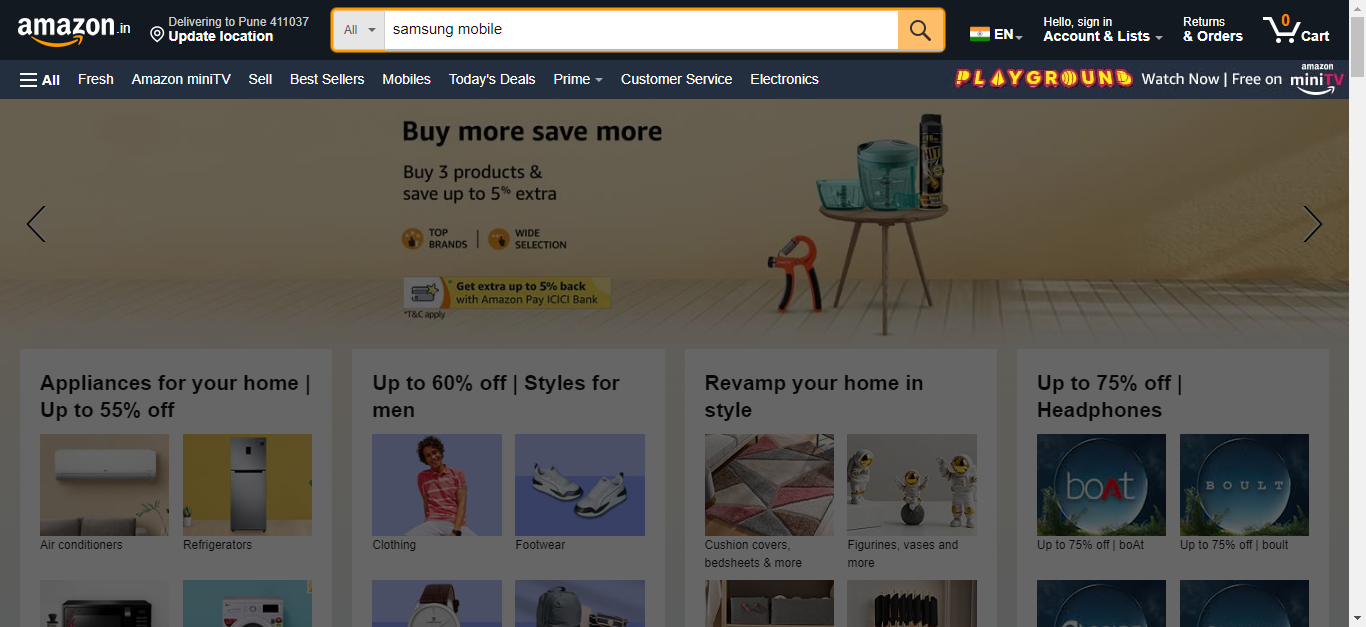 amazon.in
Delivering to Pune 411037
Update location
All
samsung mobile
EN
Hello, sign in
Account & Lists
Returns
& Orders
0
Cart
All
Fresh
Amazon miniTV
Sell
Best Sellers
Mobiles
Today's Deals
Prime
Customer Service
Electronics
PLAYGROUND
Watch Now | Free on
amazon
miniTV
Buy more save more
Buy 3 products &
save up to 5% extra
TOP
BRANDS
WIDE
SELECTION
Get extra up to 5% back
with Amazon Pay ICICI Bank
*T&C apply
HIT
Appliances for your home |
Up to 55% off
Air conditioners
Refrigerators
Up to 60% off | Styles for
men
Clothing
Footwear
Revamp your home in
style
Cushion covers,
bedsheets & more
Figurines, vases and
more
Up to 75% off |
Headphones
boAt
Up to 75% off | boAt
BOULT
Up to 75% off | boult